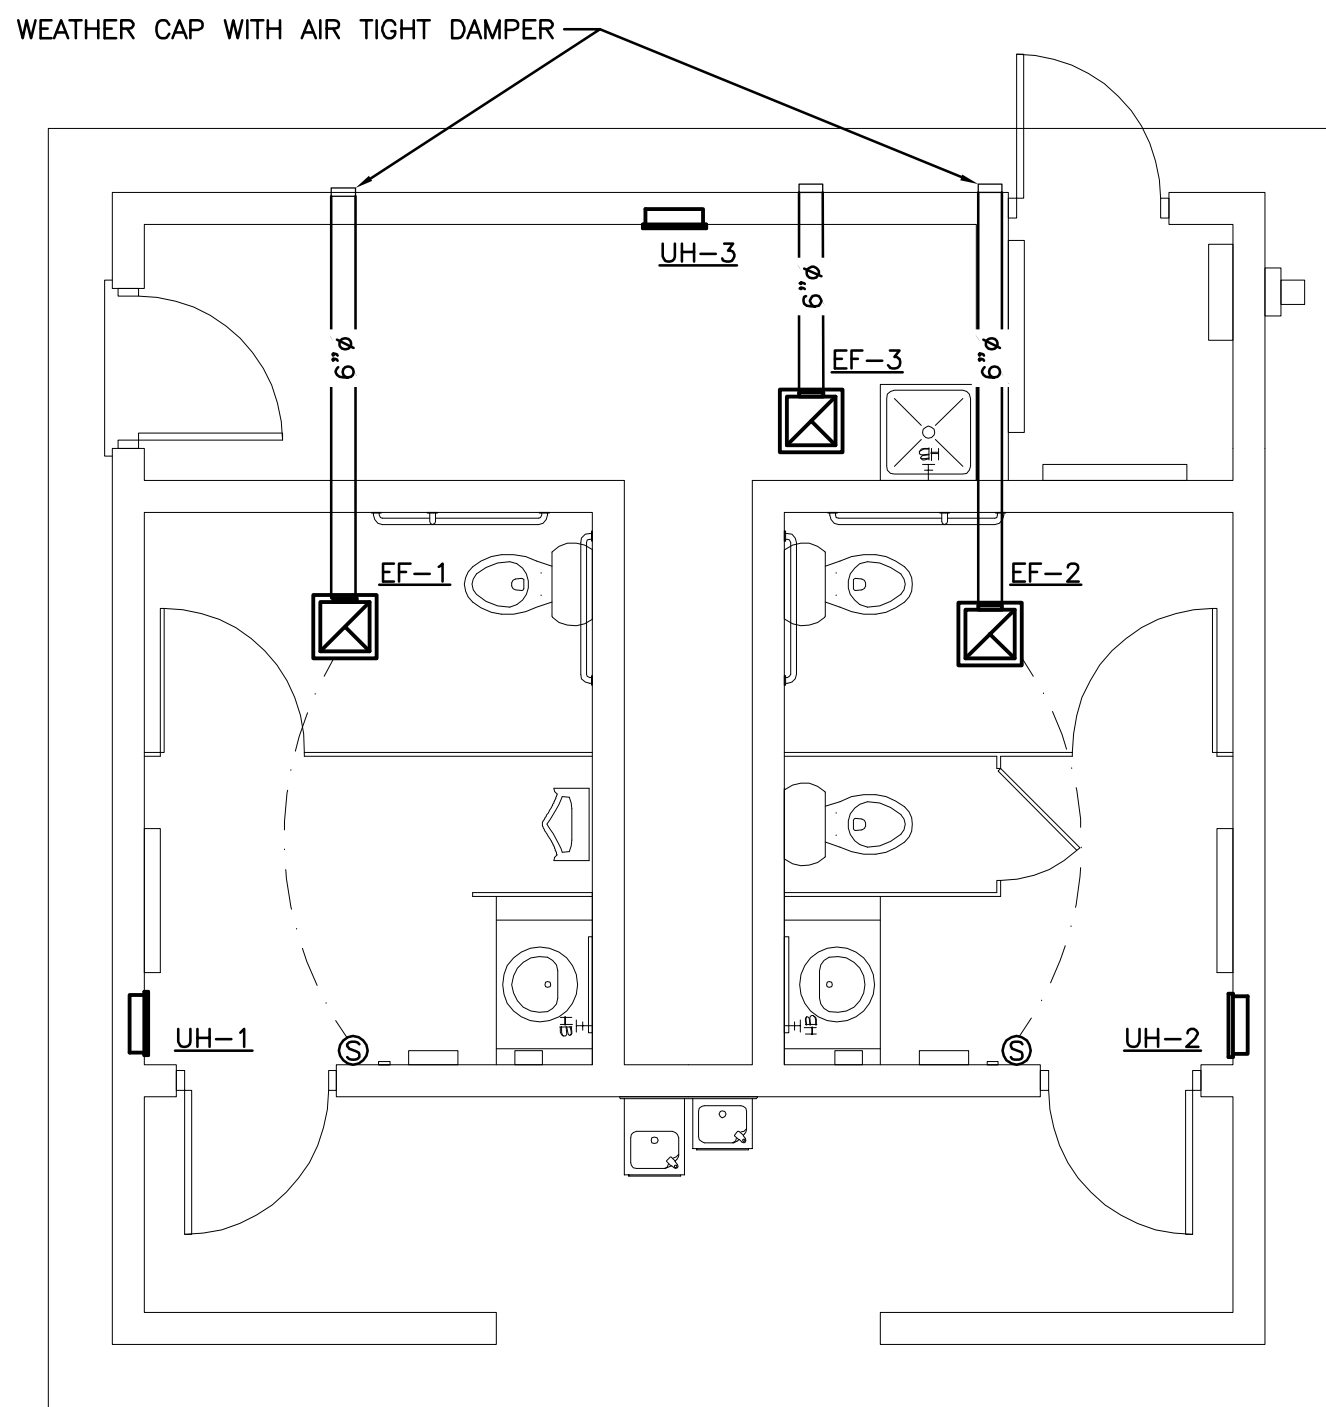 WEATHER CAP WITH AIR TIGHT DAMPER
UH-3
6"ø
6"ø
6"ø
EF-3
HB
EF-1
EF-2
HB
HB
UH-1
S
S
UH-2